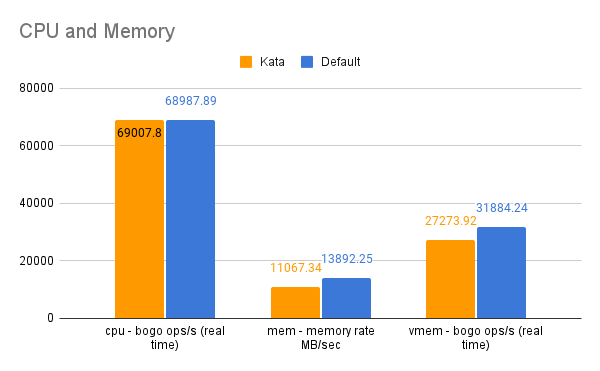 CPU and Memory
Kata Default
80000
60000
40000
20000
0
69007.8
68987.89
11067.34
13892.25
27273.92
31884.24
cpu - bogo ops/s (real
time)
mem - memory rate
MB/sec
vmem - bogo ops/s (real
time)